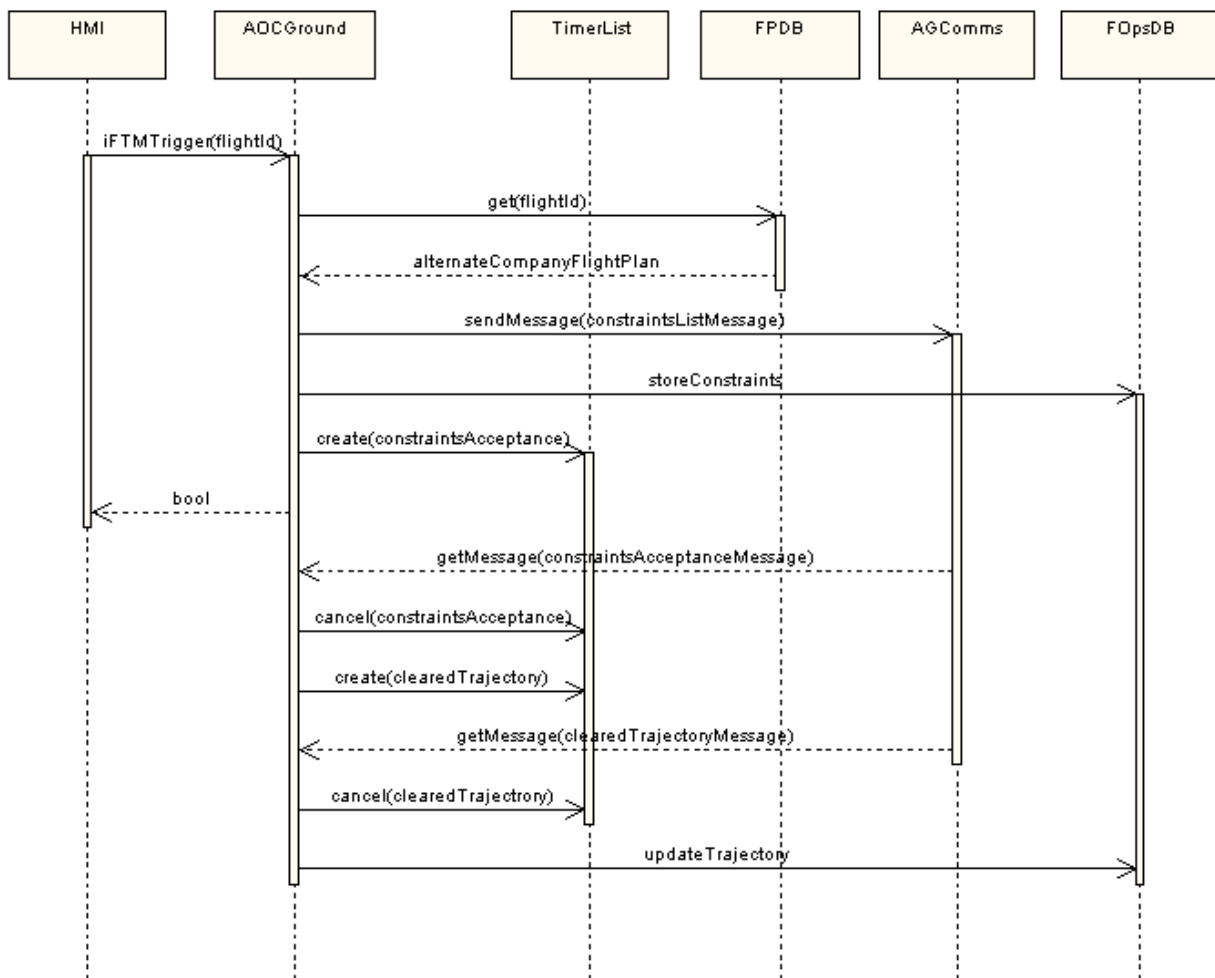 HMI
AOCGround
TimerList
FPDB
AGComms
FOpsDB
iFTMTrigger(flightId)
get(flightId)
alternateCompanyFlightPlan
sendMessage(constraintsListMessage)
storeConstraints
create(constraintsAcceptance)
bool
getMessage(constraintsAcceptanceMessage)
cancel(constraintsAcceptance)
create(clearedTrajectory)
getMessage(clearedTrajectoryMessage)
cancel(clearedTrajectrory)
updateTrajectory